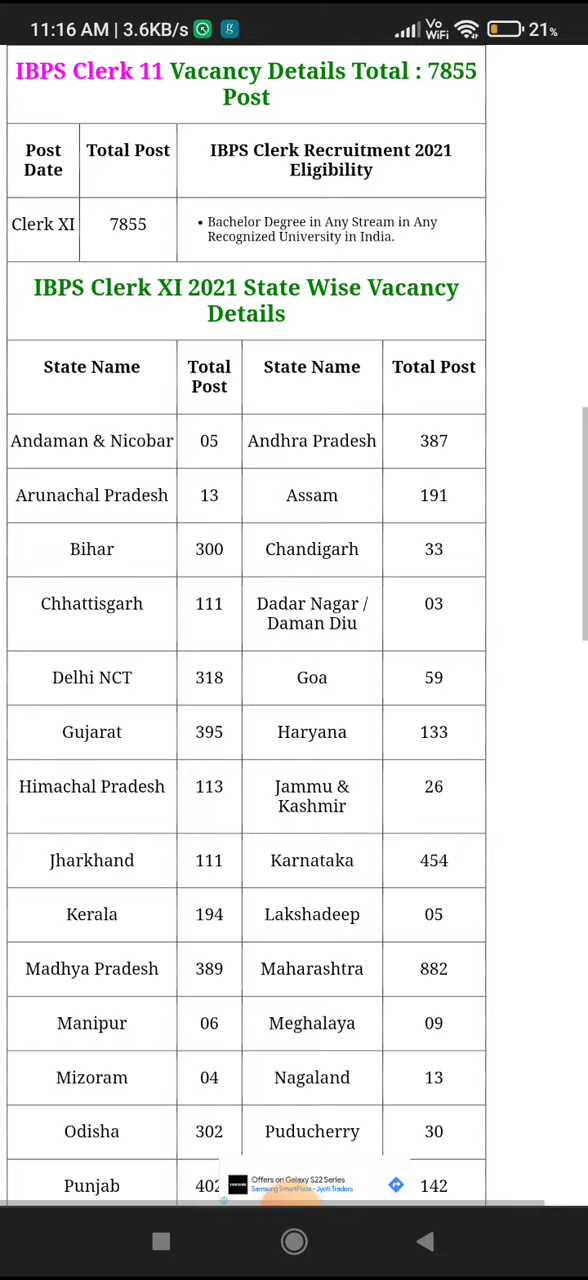 11:16 AM | 3.6KB/s
Vo WiFi 21%
IBPS Clerk 11 Vacancy Details Total : 7855
Post
Post Date Total Post IBPS Clerk Recruitment 2021 Eligibility
Clerk XI 7855 • Bachelor Degree in Any Stream in Any Recognized University in India.
IBPS Clerk XI 2021 State Wise Vacancy
Details
State Name Total Post State Name Total Post
Andaman & Nicobar 05 Andhra Pradesh 387
Arunachal Pradesh 13 Assam 191
Bihar 300 Chandigarh 33
Chhattisgarh 111 Dadar Nagar / Daman Diu 03
Delhi NCT 318 Goa 59
Gujarat 395 Haryana 133
Himachal Pradesh 113 Jammu & Kashmir 26
Jharkhand 111 Karnataka 454
Kerala 194 Lakshadeep 05
Madhya Pradesh 389 Maharashtra 882
Manipur 06 Meghalaya 09
Mizoram 04 Nagaland 13
Odisha 302 Puducherry 30
Punjab 402 142
Offers on Galaxy S22 Series
Samsung SmartPlaza - Jyoti Traders